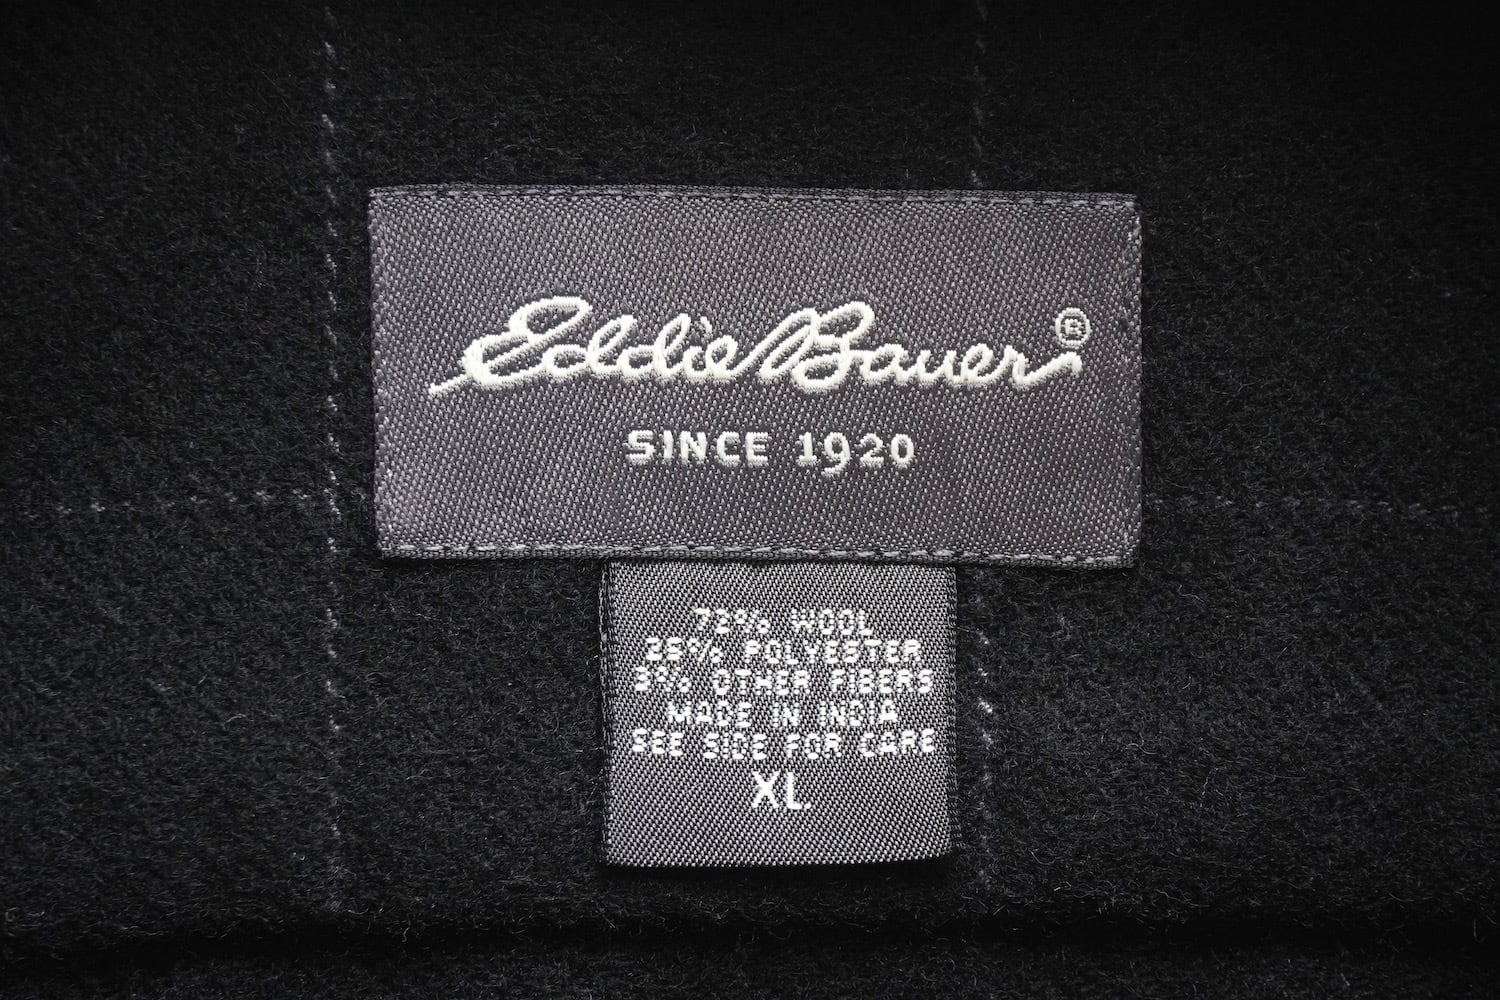 Eddie Bauer®
SINCE 1920
72% WOOL
25% POLYESTER
3% OTHER FIBERS
MADE IN INDIA
SEE SIDE FOR CARE
XL